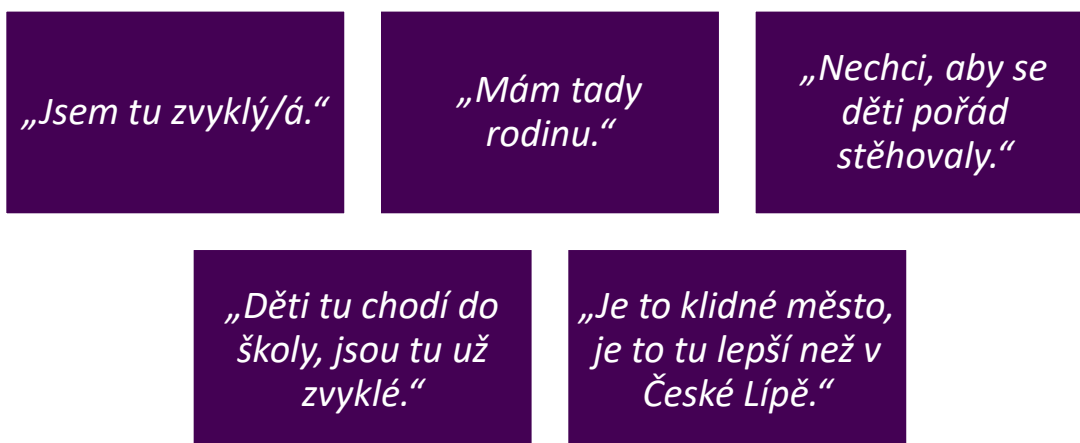 „Jsem tu zvyklý/á.“
„Mám tady
rodinu.“
„Nechci, aby se
děti pořád
stěhovaly.“
„Děti tu chodí do
školy, jsou tu už
zvyklé.“
„Je to klidné město,
je to tu lepší než v
České Lípě.“